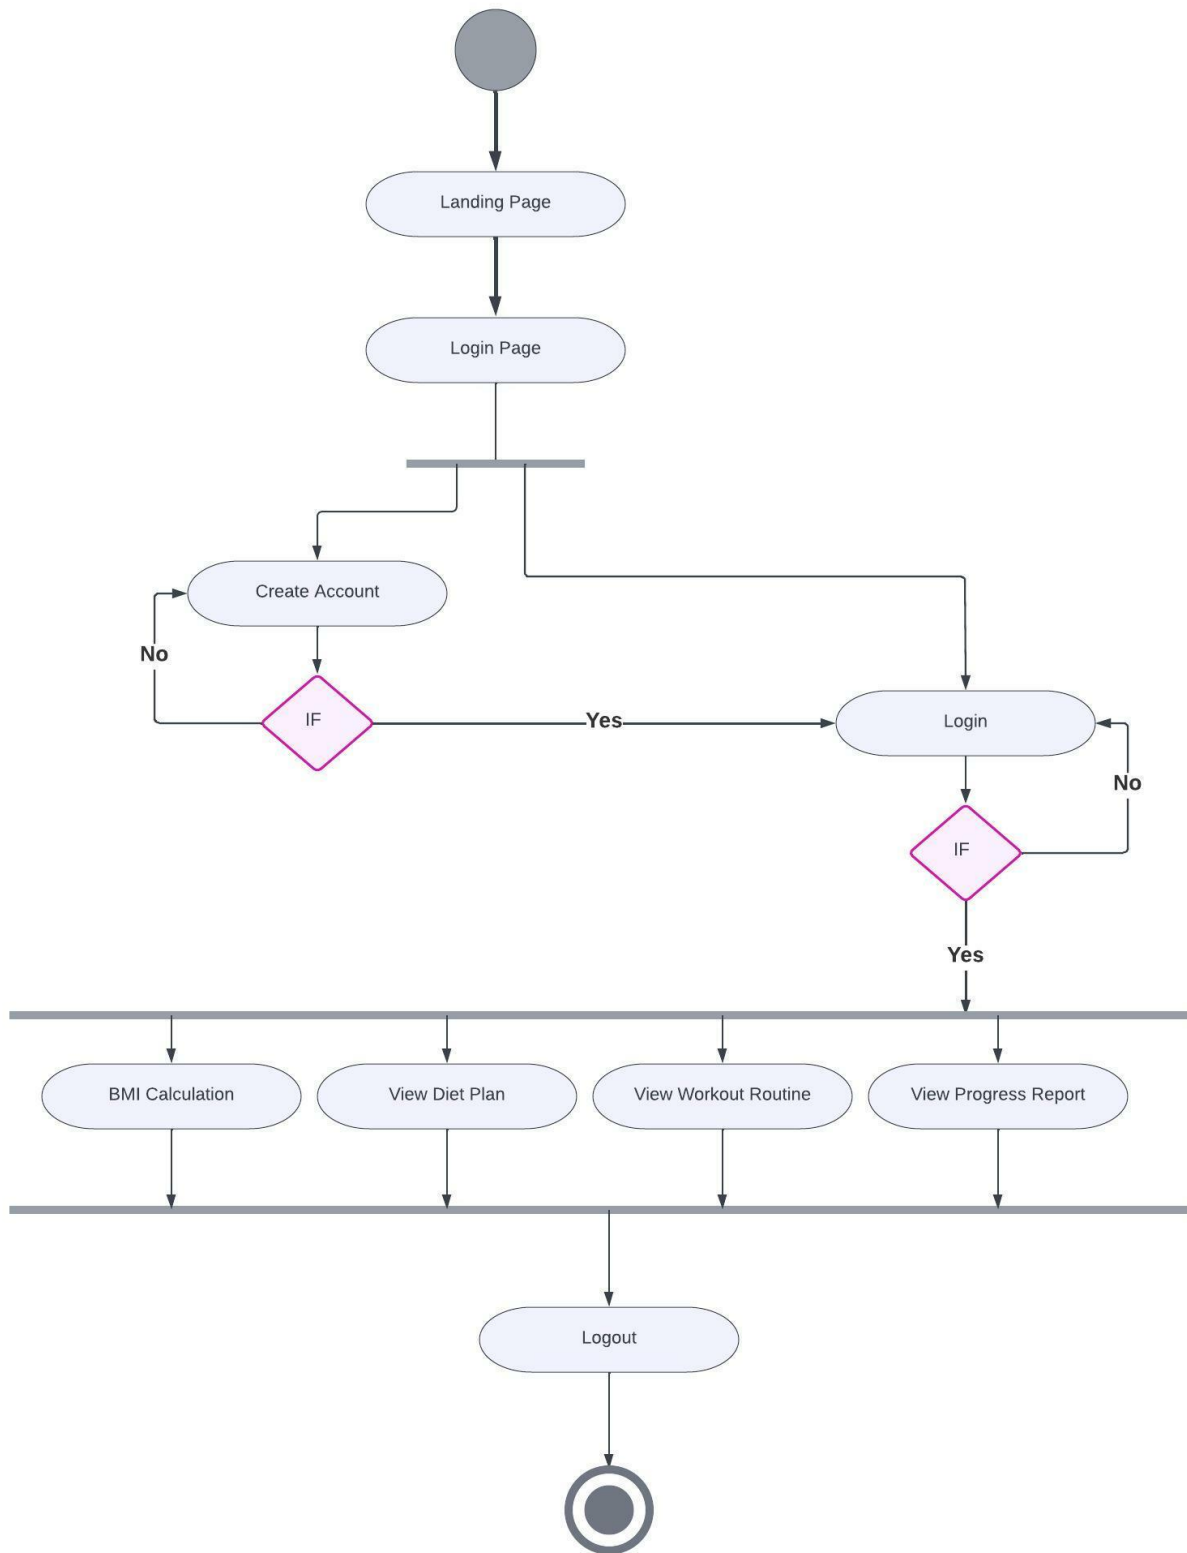 Landing Page
Login Page
Create Account
No
IF
Yes
Login
No
IF
Yes
BMI Calculation
View Diet Plan
View Workout Routine
View Progress Report
Logout